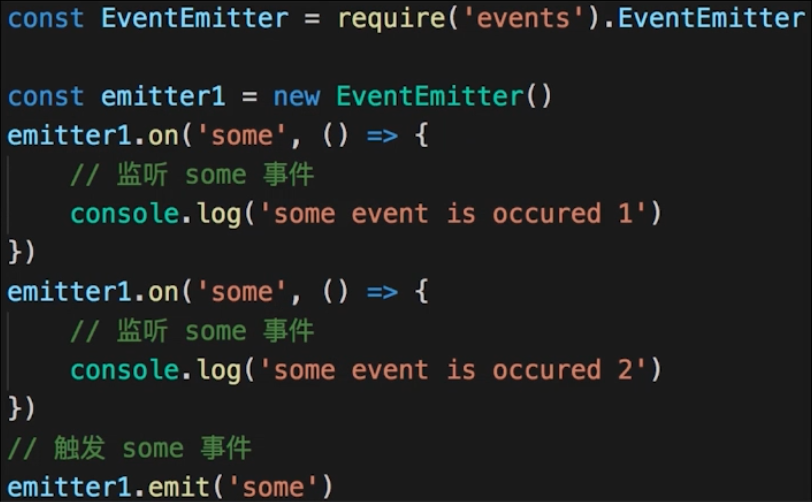 const EventEmitter = require('events').EventEmitter
const emitter1 = new EventEmitter()
emitter1.on('some', () => {
// 监听 some 事件
console.log('some event is occured 1')
})
emitter1.on('some', () => {
// 监听 some 事件
console.log('some event is occured 2')
})
// 触发 some 事件
emitter1.emit('some')